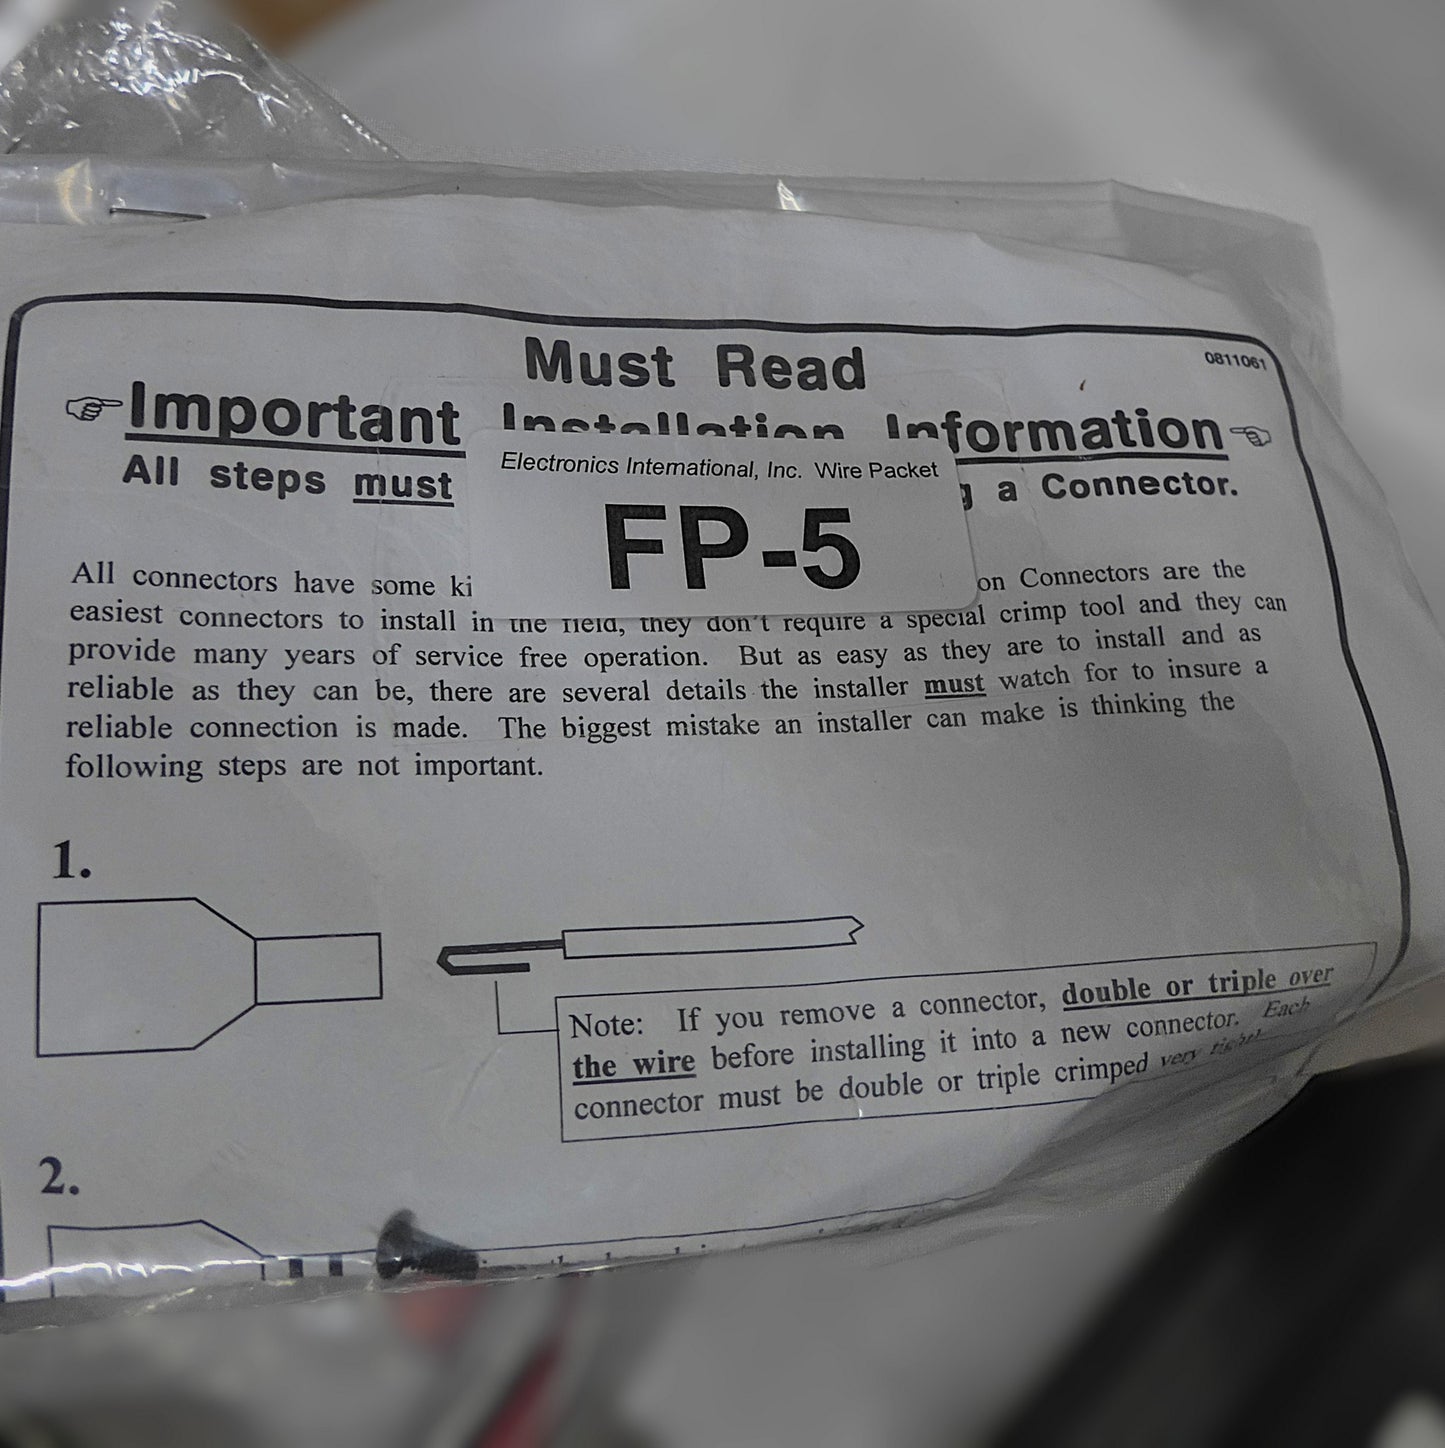 Must Read
0811061
Important Installation Information
Electronics International, Inc. Wire Packet
FP-5
All steps must a Connector.
All connectors have some on Connectors are the
easiest connectors to install in the field, they don't require a special crimp tool and they can
provide many years of service free operation. But as easy as they are to install and as
reliable as they can be, there are several details the installer must watch for to insure a
reliable connection is made. The biggest mistake an installer can make is thinking the
following steps are not important.
1.
Note: If you remove a connector, double or triple over
the wire before installing it into a new connector. Each
connector must be double or triple crimped very tight!
2.